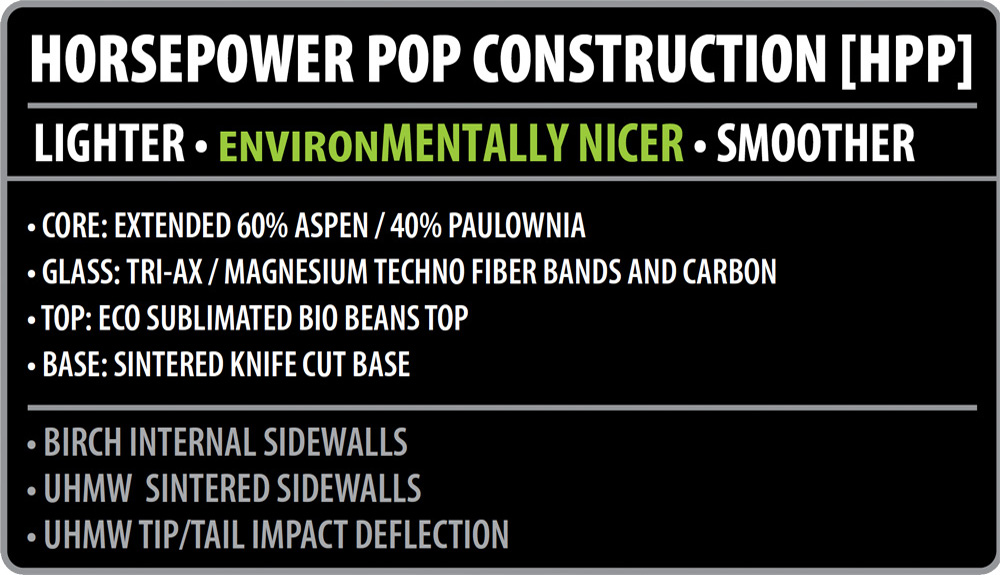 HORSEPOWER POP CONSTRUCTION [HPP]
LIGHTER • ENVIRONMENTALLY NICER • SMOOTHER
• CORE: EXTENDED 60% ASPEN / 40% PAULOWNIA
• GLASS: TRI-AX / MAGNESIUM TECHNO FIBER BANDS AND CARBON
• TOP: ECO SUBLIMATED BIO BEANS TOP
• BASE: SINTERED KNIFE CUT BASE
• BIRCH INTERNAL SIDEWALLS
• UHMW SINTERED SIDEWALLS
• UHMW TIP/TAIL IMPACT DEFLECTION